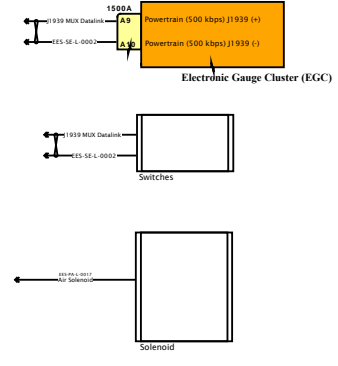 1500A
J1939 MUX Datalink
A9
Powertrain (500 kbps) J1939 (+)
EES-SE-L-0002
A10
Powertrain (500 kbps) J1939 (-)
Electronic Gauge Cluster (EGC)
J1939 MUX Datalink
EES-SE-L-0002
Switches
EES-PA-L-0017
Air Solenoid
Solenoid